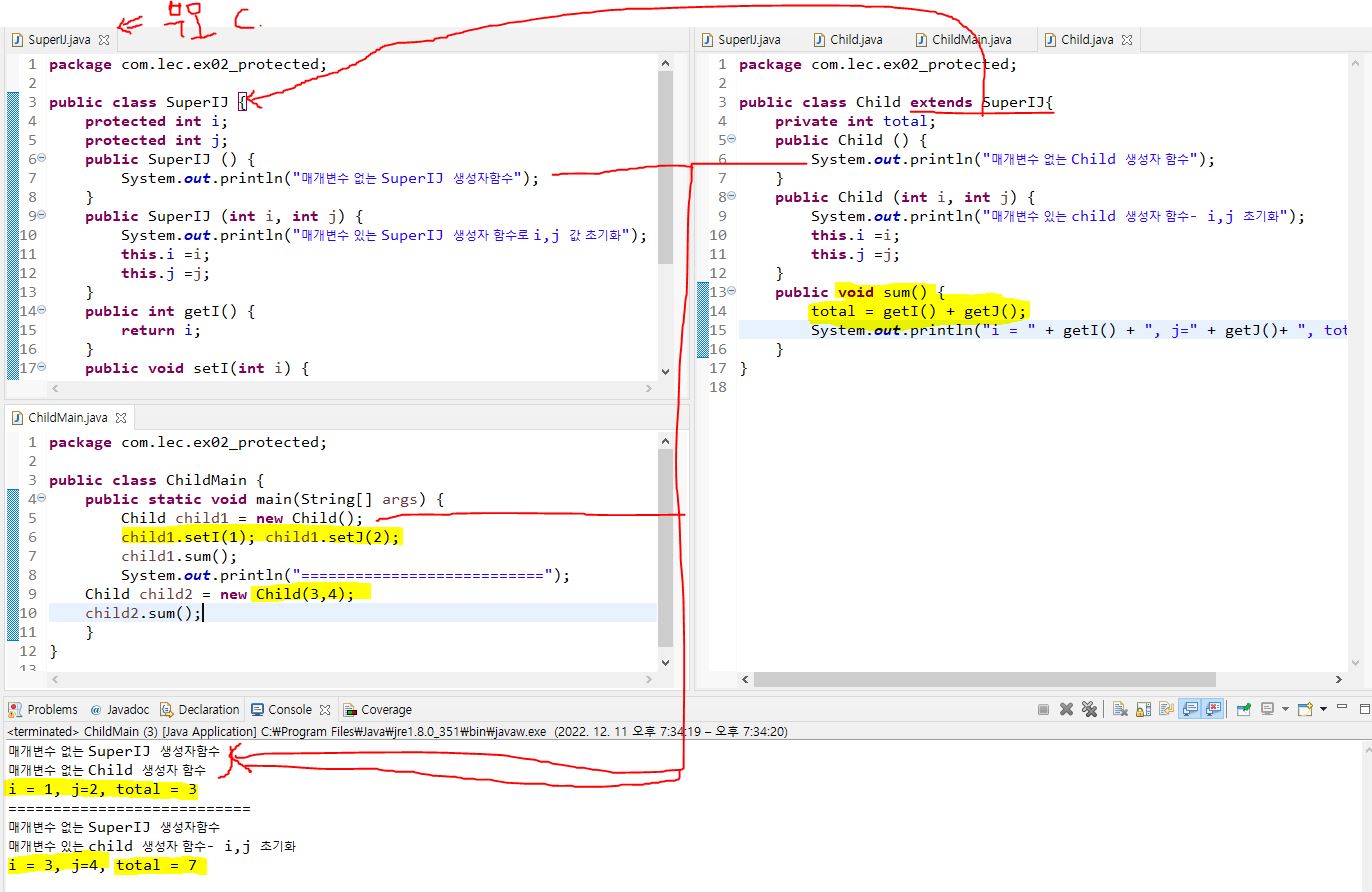 부모 C.
SuperIJ.java
1 package com.lec.ex02_protected;
2
3 public class SuperIJ {
4 protected int i;
5 protected int j;
6 public SuperIJ () {
7 System.out.println("매개변수 없는 SuperIJ 생성자함수");
8 }
9 public SuperIJ (int i, int j) {
10 System.out.println("매개변수 있는 SuperIJ 생성자 함수로 i,j 값 초기화");
11 this.i =i;
12 this.j =j;
13 }
14 public int getI() {
15 return i;
16 }
17 public void setI(int i) {
SuperIJ.java Child.java ChildMain.java Child.java
1 package com.lec.ex02_protected;
2
3 public class Child extends SuperIJ{
4 private int total;
5 public Child () {
6 System.out.println("매개변수 없는 Child 생성자 함수");
7 }
8 public Child (int i, int j) {
9 System.out.println("매개변수 있는 child 생성자 함수- i,j 초기화");
10 this.i =i;
11 this.j =j;
12 }
13 public void sum() {
14 total = getI() + getJ();
15 System.out.println("i = " + getI() + ", j=" + getJ()+ ", tot
16 }
17 }
18
ChildMain.java
1 package com.lec.ex02_protected;
2
3 public class ChildMain {
4 public static void main(String[] args) {
5 Child child1 = new Child();
6 child1.setI(1); child1.setJ(2);
7 child1.sum();
8 System.out.println("===========================");
9 Child child2 = new Child(3,4);
10 child2.sum();
11 }
12 }
13
Problems @ Javadoc Declaration Console Coverage
<terminated> ChildMain (3) [Java Application] C:₩Program Files₩Java₩jre1.8.0_351₩bin₩javaw.exe (2022. 12. 11 오후 7:34:19 – 오후 7:34:20)
매개변수 없는 SuperIJ 생성자함수
매개변수 없는 Child 생성자 함수
i = 1, j=2, total = 3
===========================
매개변수 없는 SuperIJ 생성자함수
매개변수 있는 child 생성자 함수- i,j 초기화
i = 3, j=4, total = 7